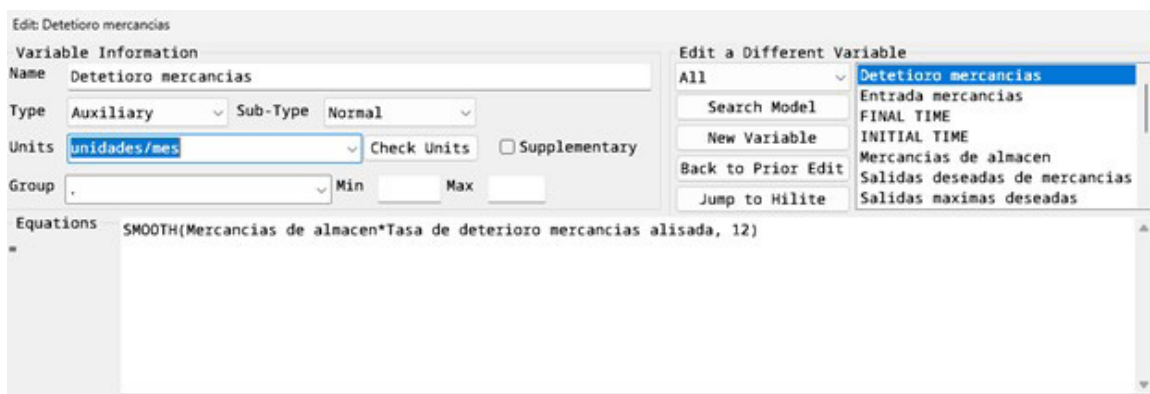 Edit: Detetioro mercancias
Variable Information
Name Detetioro mercancias
Type Auxiliary Sub-Type Normal
Units unidades/mes Check Units Supplementary
Group . Min Max
Edit a Different Variable
All
Search Model
New Variable
Back to Prior Edit
Jump to Hilite
Detetioro mercancias
Entrada mercancias
FINAL TIME
INITIAL TIME
Mercancias de almacen
Salidas deseadas de mercancias
Salidas maximas deseadas
Equations
=
SMOOTH(Mercancias de almacen*Tasa de deterioro mercancias alisada, 12)